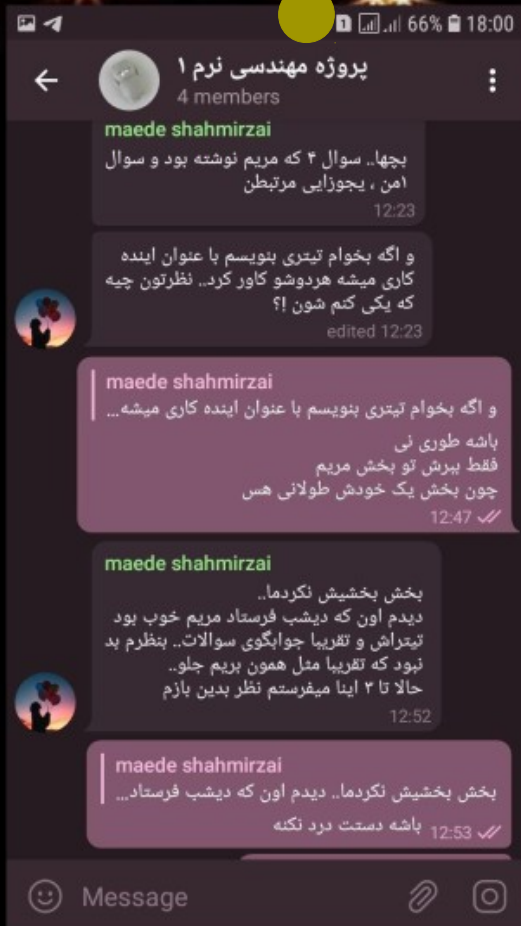 66% 18:00
پروژه مهندسی نرم ۱
4 members
maede shahmirzai
بچها.. سوال ۴ که مریم نوشته بود و سوال
۱من ، یجوزایی مرتبطن
12:23
و اگه بخوام تیتری بنویسم با عنوان اینده
کاری میشه هردوشو کاور کرد.. نظرتون چیه
که یکی کتم شون !؟
edited 12:23
maede shahmirzai
و اگه بخوام تیتری بنویسم با عنوان اینده کاری میشه...
باشه طوری نی
فقط ببرش تو بخش مریم
چون بخش یک خودش طولانی هس
12:47
maede shahmirzai
بخش بخشیش نکردما..
دیدم اون که دیشب فرستاد مریم خوب بود
تیتراش و تقریبا جوابگوی سوالات.. بنظرم بد
نبود که تقریبا مثل همون بریم جلو..
حالا تا ۳ اینا میفرستم نظر بدین بازم
12:52
maede shahmirzai
بخش بخشیش نکردما.. دیدم اون که دیشب فرستاد...
باشه دستت درد نکنه
12:53
Message